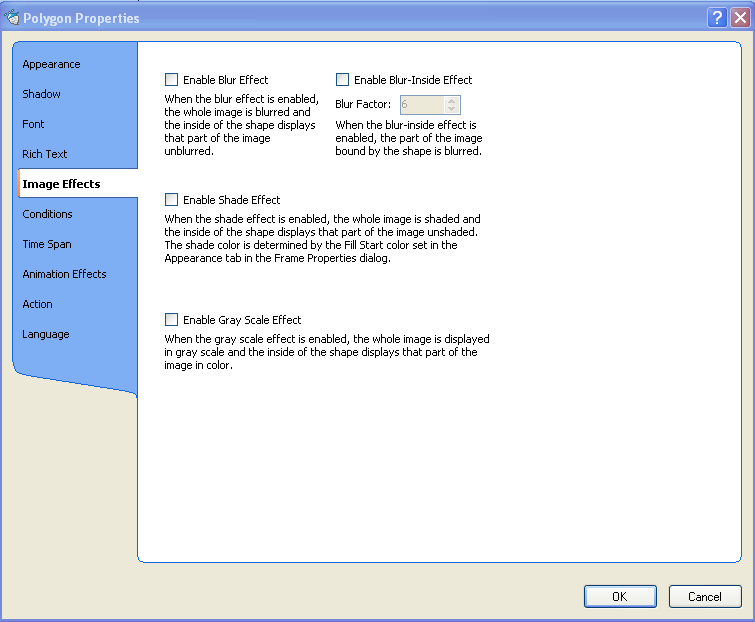 Polygon Properties
Appearance
Shadow
Font
Rich Text
Image Effects
Conditions
Time Span
Animation Effects
Action
Language
Enable Blur Effect
When the blur effect is enabled,
the whole image is blurred and
the inside of the shape displays
that part of the image
unblurred.
Enable Blur-Inside Effect
Blur Factor: 6
When the blur-inside effect is
enabled, the part of the image
bound by the shape is blurred.
Enable Shade Effect
When the shade effect is enabled, the whole image is shaded and
the inside of the shape displays that part of the image unshaded.
The shade color is determined by the Fill Start color set in the
Appearance tab in the Frame Properties dialog.
Enable Gray Scale Effect
When the gray scale effect is enabled, the whole image is displayed
in gray scale and the inside of the shape displays that part of the
image in color.
OK Cancel